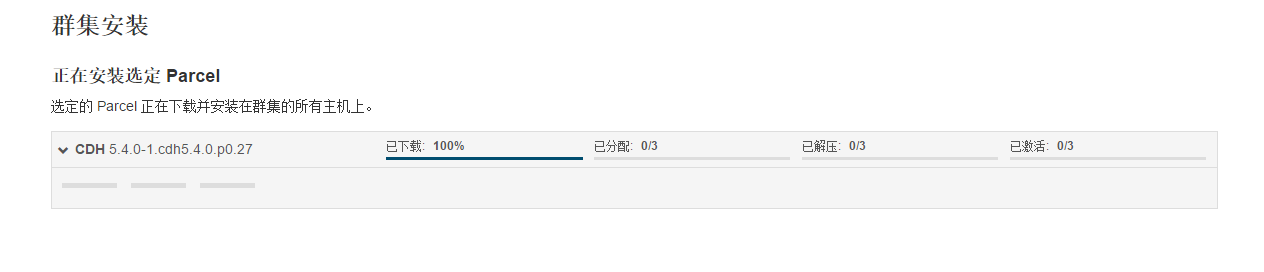 群集安装
正在安装选定 Parcel
选定的 Parcel 正在下载并安装在群集的所有主机上。
CDH 5.4.0-1.cdh5.4.0.p0.27 已下载: 100% 已分配: 0/3 已解压: 0/3 已激活: 0/3